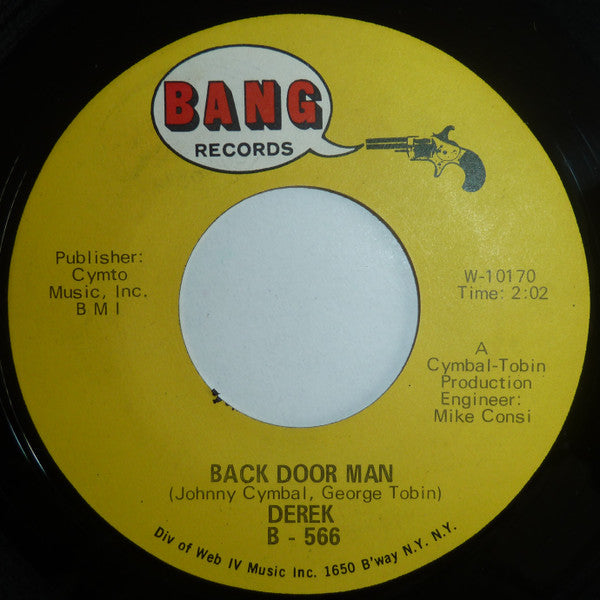 BANG
RECORDS
Publisher:
Cymto
Music, Inc.
B M I
W-10170
Time: 2:02
A
Cymbal-Tobin
Production
Engineer:
Mike Consi
BACK DOOR MAN
(Johnny Cymbal, George Tobin)
DEREK
B - 566
Div of Web IV Music Inc. 1650 B'way N.Y. N.Y.